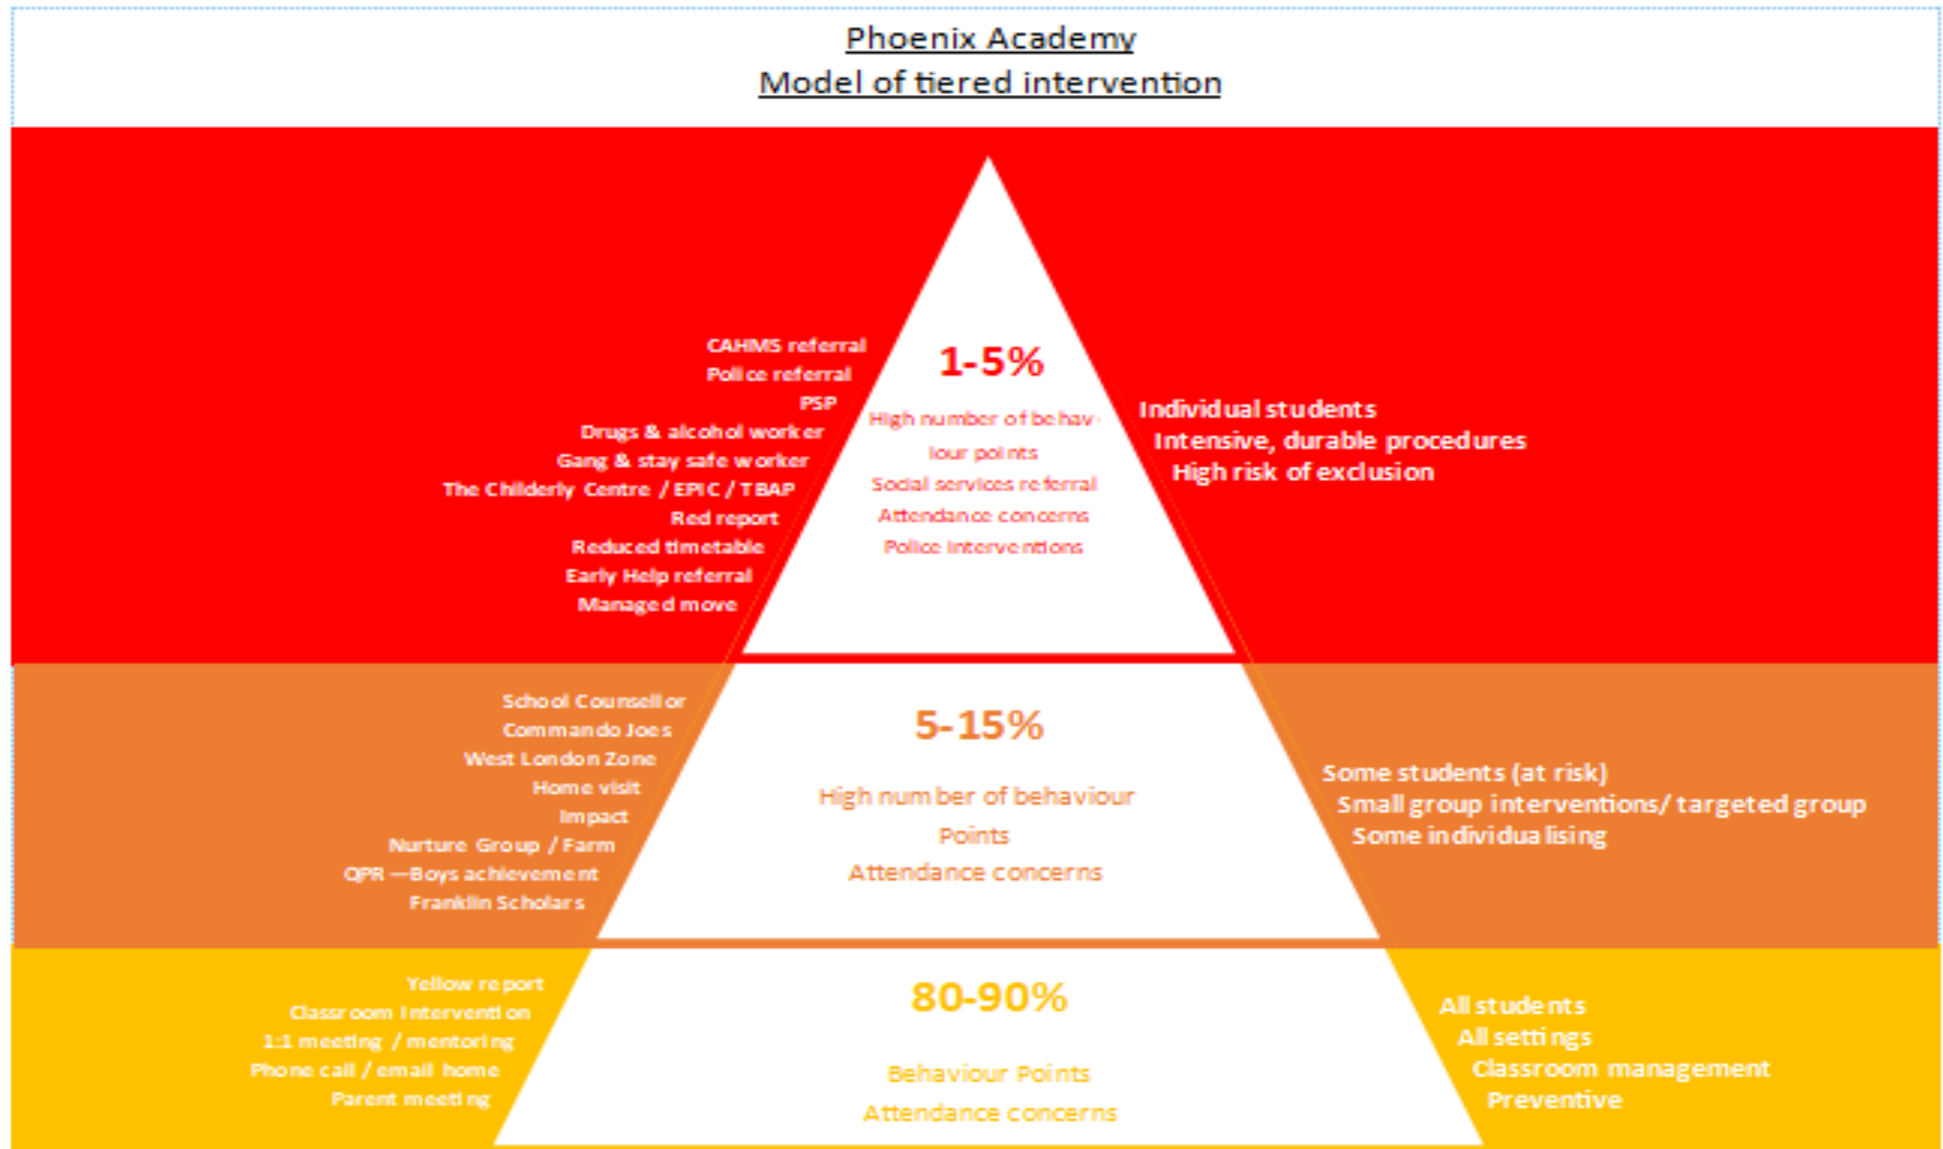 Phoenix Academy
Model of tiered intervention
CAHMS referral
Police referral
PSP
Drugs & alcohol worker
Gang & stay safe worker
The Childerly Centre / EPIC / TBAP
Red report
Reduced timetable
Early Help referral
Managed move
1-5%
High number of behav-
iour points
Social services referral
Attendance concerns
Police interventions
Individual students
Intensive, durable procedures
High risk of exclusion
School Counsellor
Commando Joes
West London Zone
Home visit
Impact
Nurture Group / Farm
QPR —Boys achievement
Franklin Scholars
5-15%
High number of behaviour
Points
Attendance concerns
Some students (at risk)
Small group interventions/ targeted group
Some individualising
Yellow report
Classroom Intervention
1:1 meeting / mentoring
Phone call / email home
Parent meeting
80-90%
Behaviour Points
Attendance concerns
All students
All settings
Classroom management
Preventive